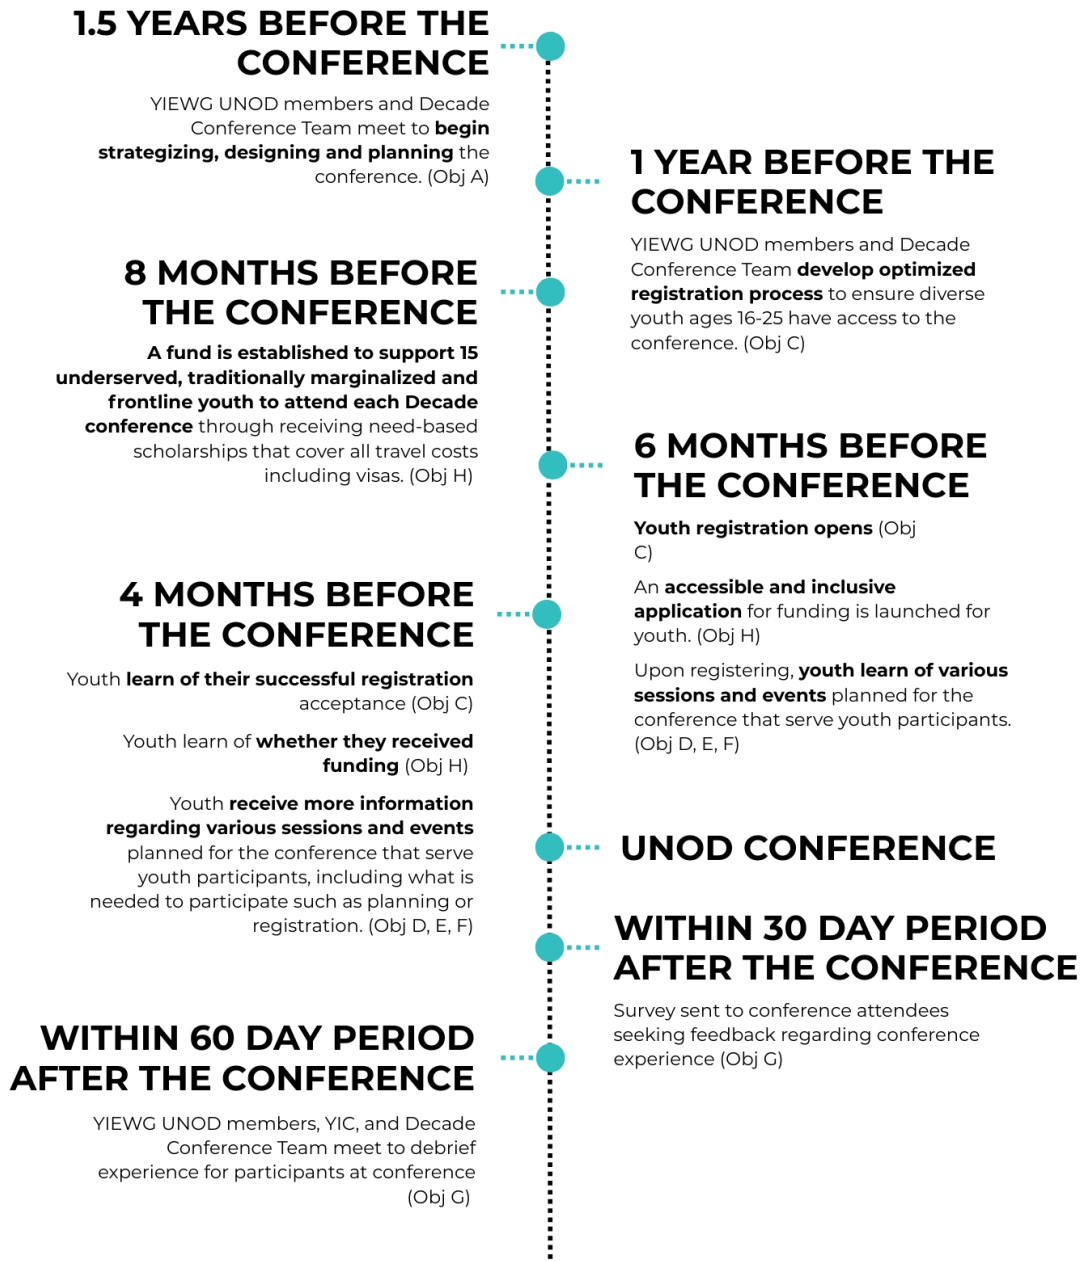 1.5 YEARS BEFORE THE
CONFERENCE
YIEWG UNOD members and Decade
Conference Team meet to begin
strategizing, designing and planning the
conference. (Obj A)
1 YEAR BEFORE THE
CONFERENCE
YIEWG UNOD members and Decade
Conference Team develop optimized
registration process to ensure diverse
youth ages 16-25 have access to the
conference. (Obj C)
8 MONTHS BEFORE
THE CONFERENCE
A fund is established to support 15
underserved, traditionally marginalized and
frontline youth to attend each Decade
conference through receiving need-based
scholarships that cover all travel costs
including visas. (Obj H)
6 MONTHS BEFORE
THE CONFERENCE
Youth registration opens (Obj
C)
An accessible and inclusive
application for funding is launched for
youth. (Obj H)
Upon registering, youth learn of various
sessions and events planned for the
conference that serve youth participants.
(Obj D, E, F)
4 MONTHS BEFORE
THE CONFERENCE
Youth learn of their successful registration
acceptance (Obj C)
Youth learn of whether they received
funding (Obj H)
Youth receive more information
regarding various sessions and events
planned for the conference that serve
youth participants, including what is
needed to participate such as planning or
registration. (Obj D, E, F)
UNOD CONFERENCE
WITHIN 30 DAY PERIOD
AFTER THE CONFERENCE
Survey sent to conference attendees
seeking feedback regarding conference
experience (Obj G)
WITHIN 60 DAY PERIOD
AFTER THE CONFERENCE
YIEWG UNOD members, YIC, and Decade
Conference Team meet to debrief
experience for participants at conference
(Obj G)